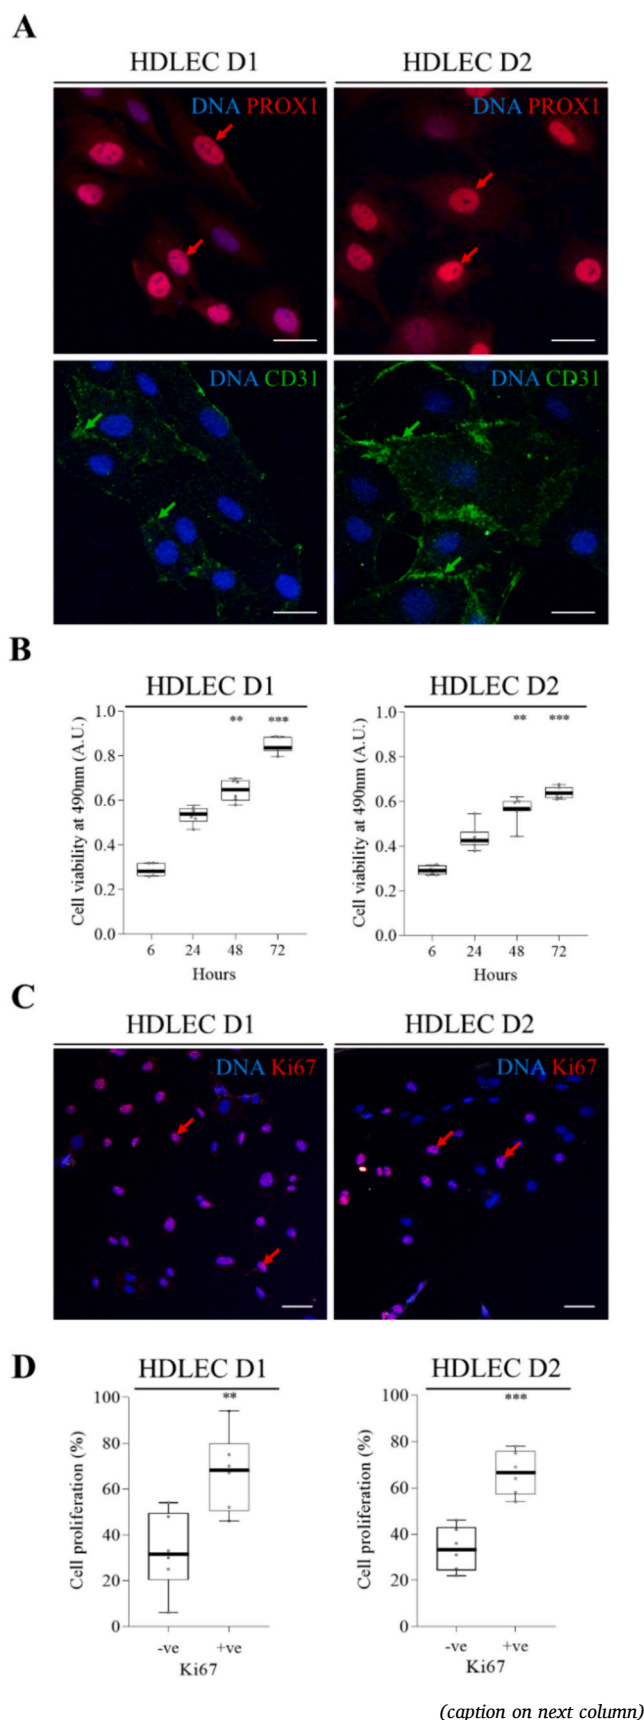 A
HDLEC D1
HDLEC D2
DNA PROX1
DNA PROX1
DNA CD31
DNA CD31
B
HDLEC D1
HDLEC D2
Cell viability at 490nm (A.U.)
1.0
0.8
0.6
0.4
0.2
0.0
** ***
6 24 48 72
Hours
Cell viability at 490nm (A.U.)
1.0
0.8
0.6
0.4
0.2
0.0
** ***
6 24 48 72
Hours
C
HDLEC D1
HDLEC D2
DNA Ki67
DNA Ki67
D
HDLEC D1
HDLEC D2
Cell proliferation (%)
100
80
60
40
20
0
**
-ve +ve
Ki67
Cell proliferation (%)
100
80
60
40
20
0
***
-ve +ve
Ki67
(caption on next column)